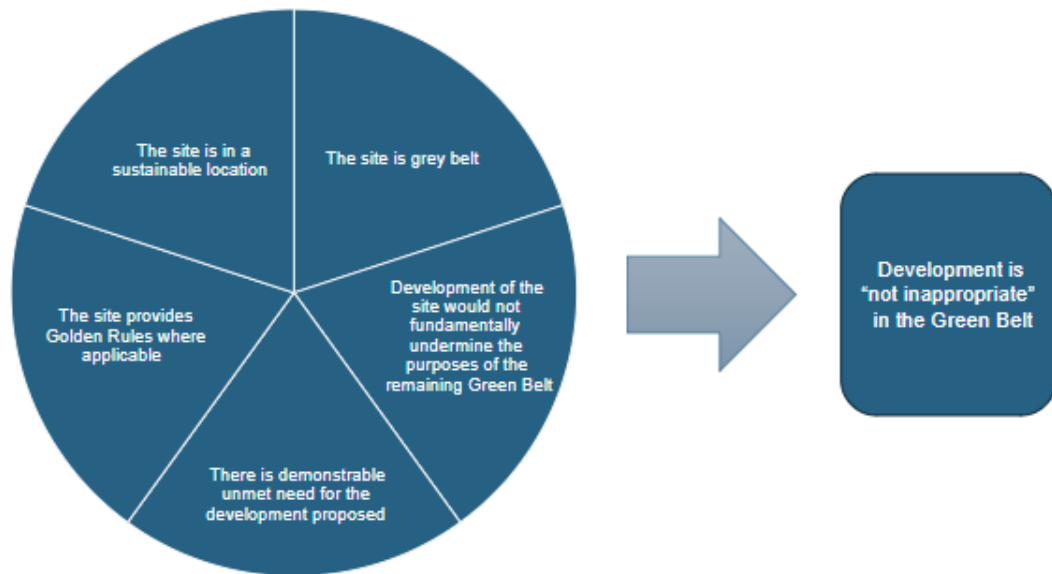 The site is in a
sustainable location
The site is grey belt
The site provides
Golden Rules where
applicable
Development of the
site would not
fundamentally
undermine the
purposes of the
remaining Green Belt
There is demonstrable
unmet need for the
development proposed
Development is
“not inappropriate”
in the Green Belt